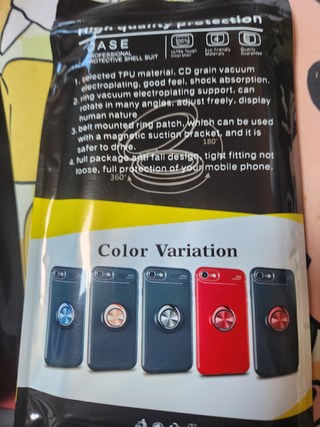 High quality protection
CASE
PROFESSIONAL
PROTECTIVE SHELL SUIT
Eco-Friendly
Materials
Quality
Guarantee
1. selected TPU material, CD grain vacuum
electroplating, good feel, shock absorption,
2. ring vacuum electroplating support, can
rotate in many angles, adjust freely, display
human nature
3. belt mounted ring patch, which can be used
with a magnetic suction bracket, and it is
safer to drive.
180°
4. full package anti fall design, tight fitting not
loose, full protection of your mobile phone.
360°
Color Variation